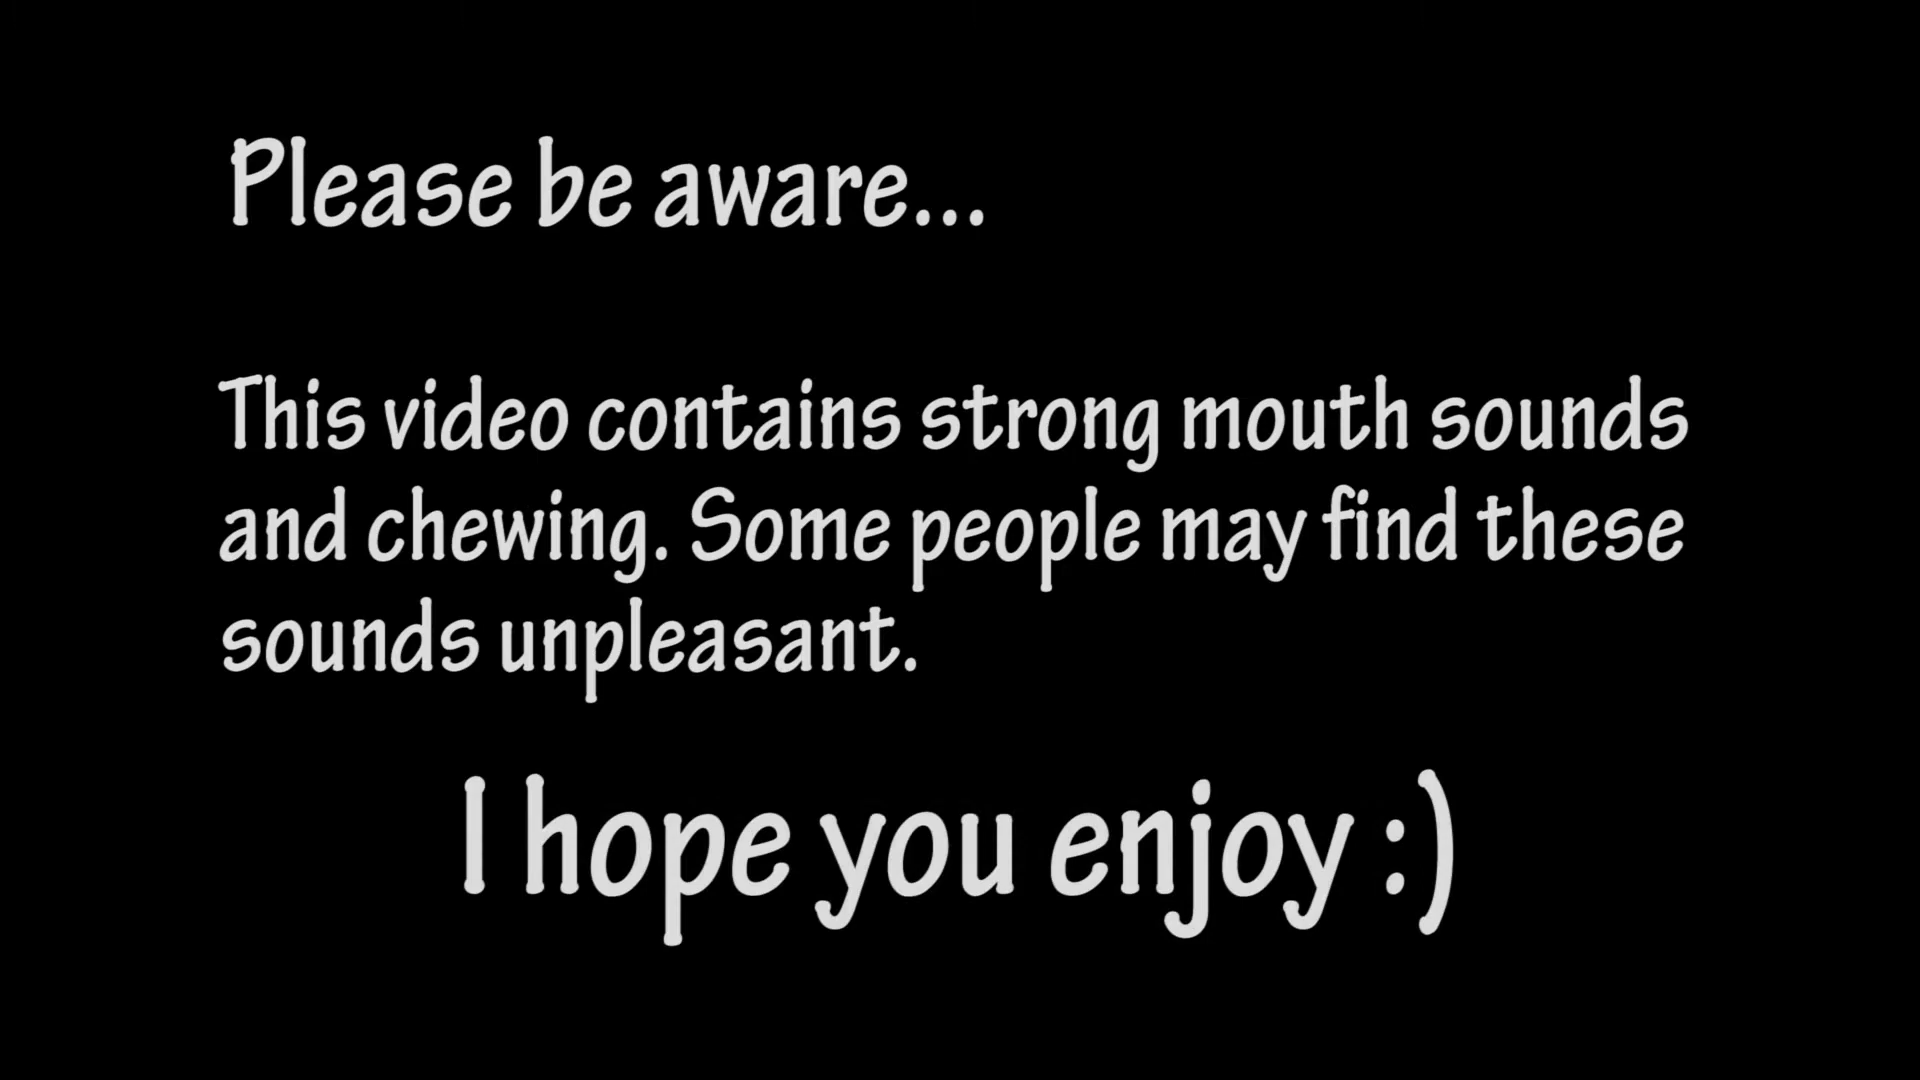 Please be aware...
This video contains strong mouth sounds
and chewing. Some people may find these
sounds unpleasant.
I hope you enjoy :)